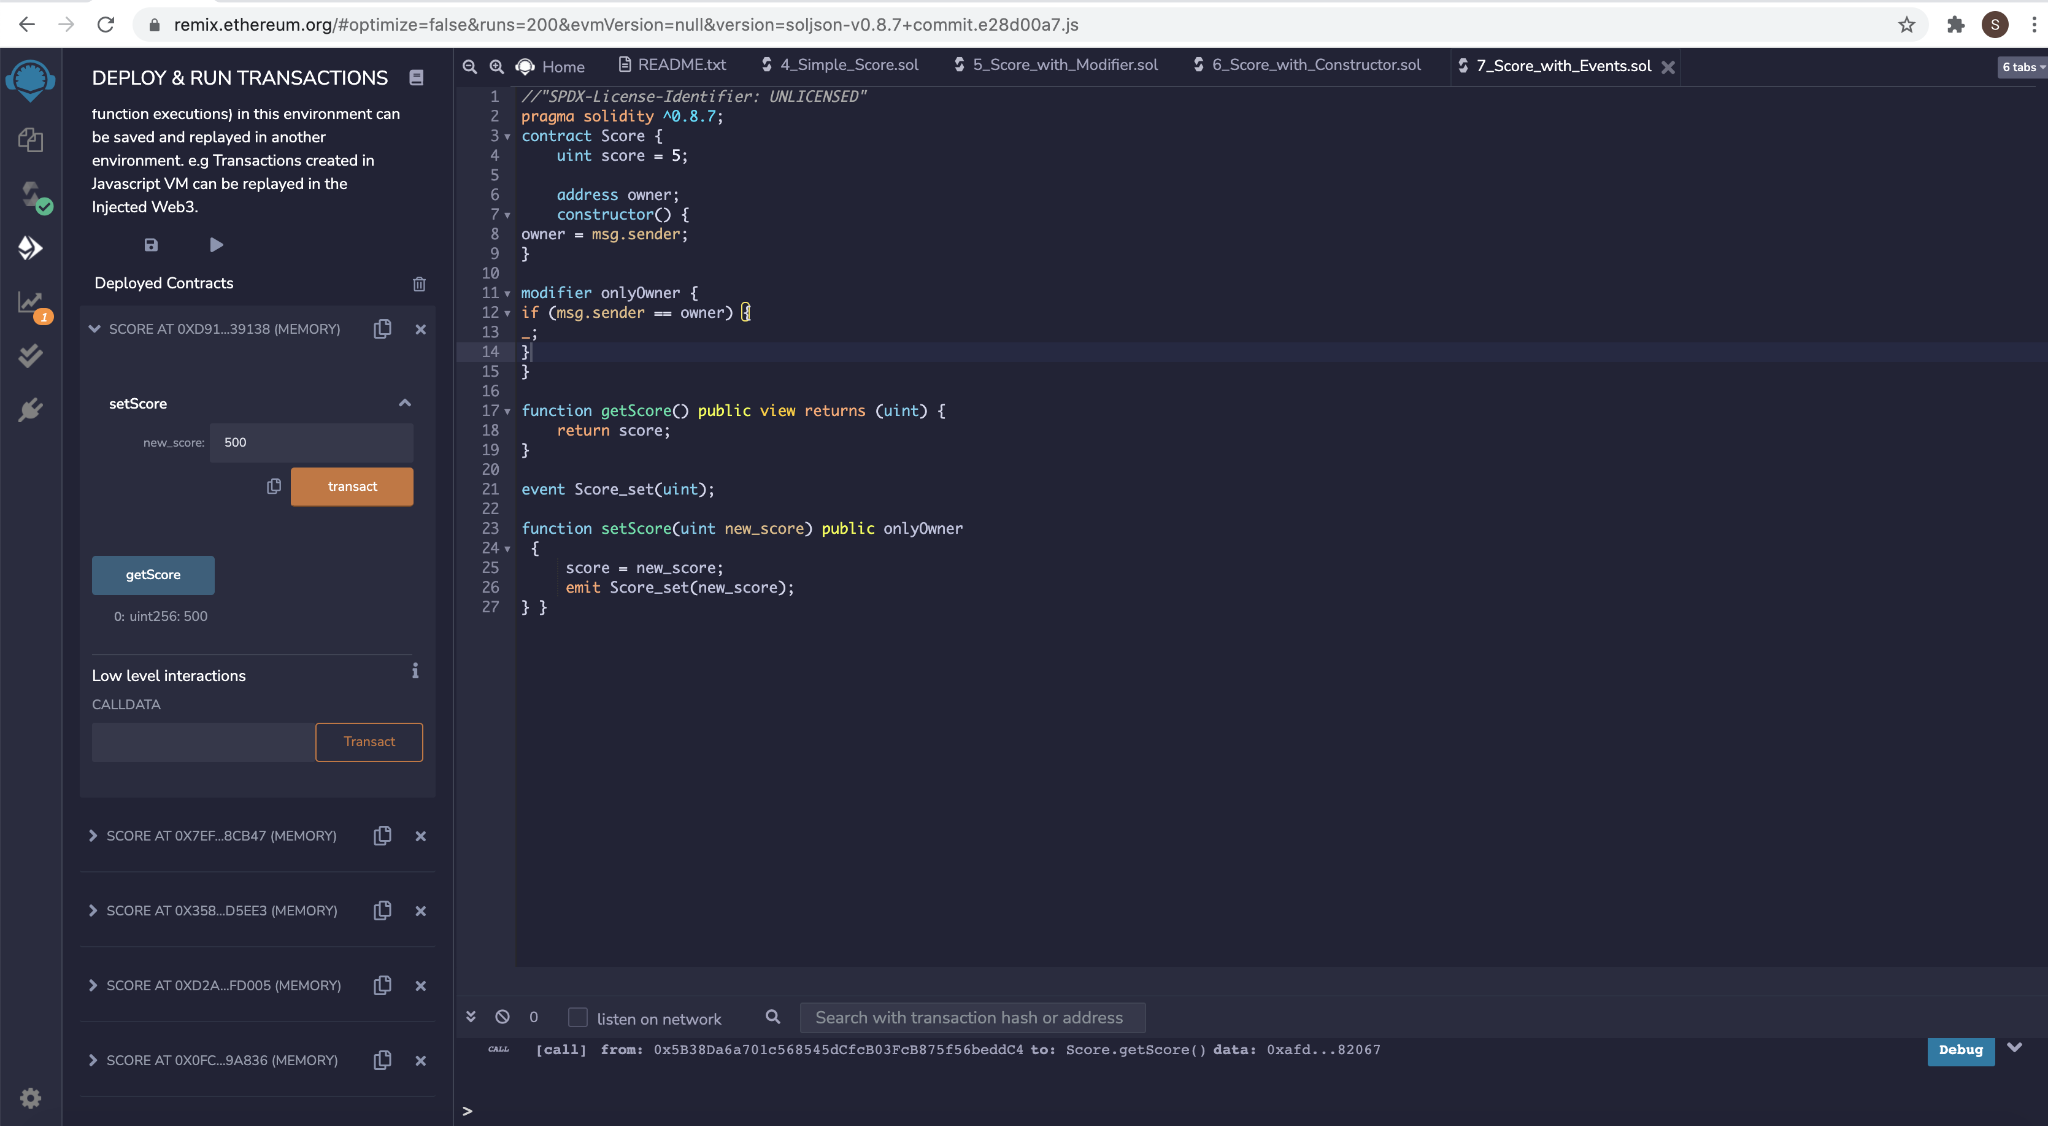 remix.ethereum.org/#optimize=false&runs=200&evmVersion=null&version=soljson-v0.8.7+commit.e28d00a7.js
S
DEPLOY & RUN TRANSACTIONS
function executions) in this environment can
be saved and replayed in another
environment. e.g Transactions created in
Javascript VM can be replayed in the
Injected Web3.
Deployed Contracts
1
SCORE AT 0XD91...39138 (MEMORY)
setScore
new_score: 500
transact
getScore
0: uint256: 500
Low level interactions
i
CALLDATA
Transact
SCORE AT 0X7EF...8CB47 (MEMORY)
SCORE AT 0X358...D5EE3 (MEMORY)
SCORE AT 0XD2A...FD005 (MEMORY)
SCORE AT 0X0FC...9A836 (MEMORY)
Home README.txt 4_Simple_Score.sol 5_Score_with_Modifier.sol 6_Score_with_Constructor.sol 7_Score_with_Events.sol 6 tabs
1 //"SPDX-License-Identifier: UNLICENSED"
2 pragma solidity ^0.8.7;
3 contract Score {
4 uint score = 5;
5
6 address owner;
7 constructor() {
8 owner = msg.sender;
9 }
10
11 modifier onlyOwner {
12 if (msg.sender == owner) {
13 _;
14 }
15 }
16
17 function getScore() public view returns (uint) {
18 return score;
19 }
20
21 event Score_set(uint);
22
23 function setScore(uint new_score) public onlyOwner
24 {
25 score = new_score;
26 emit Score_set(new_score);
27 } }
0 listen on network Search with transaction hash or address
CALL [call] from: 0x5B38Da6a701c568545dCfcB03FcB875f56beddC4 to: Score.getScore() data: 0xafd...82067 Debug
>